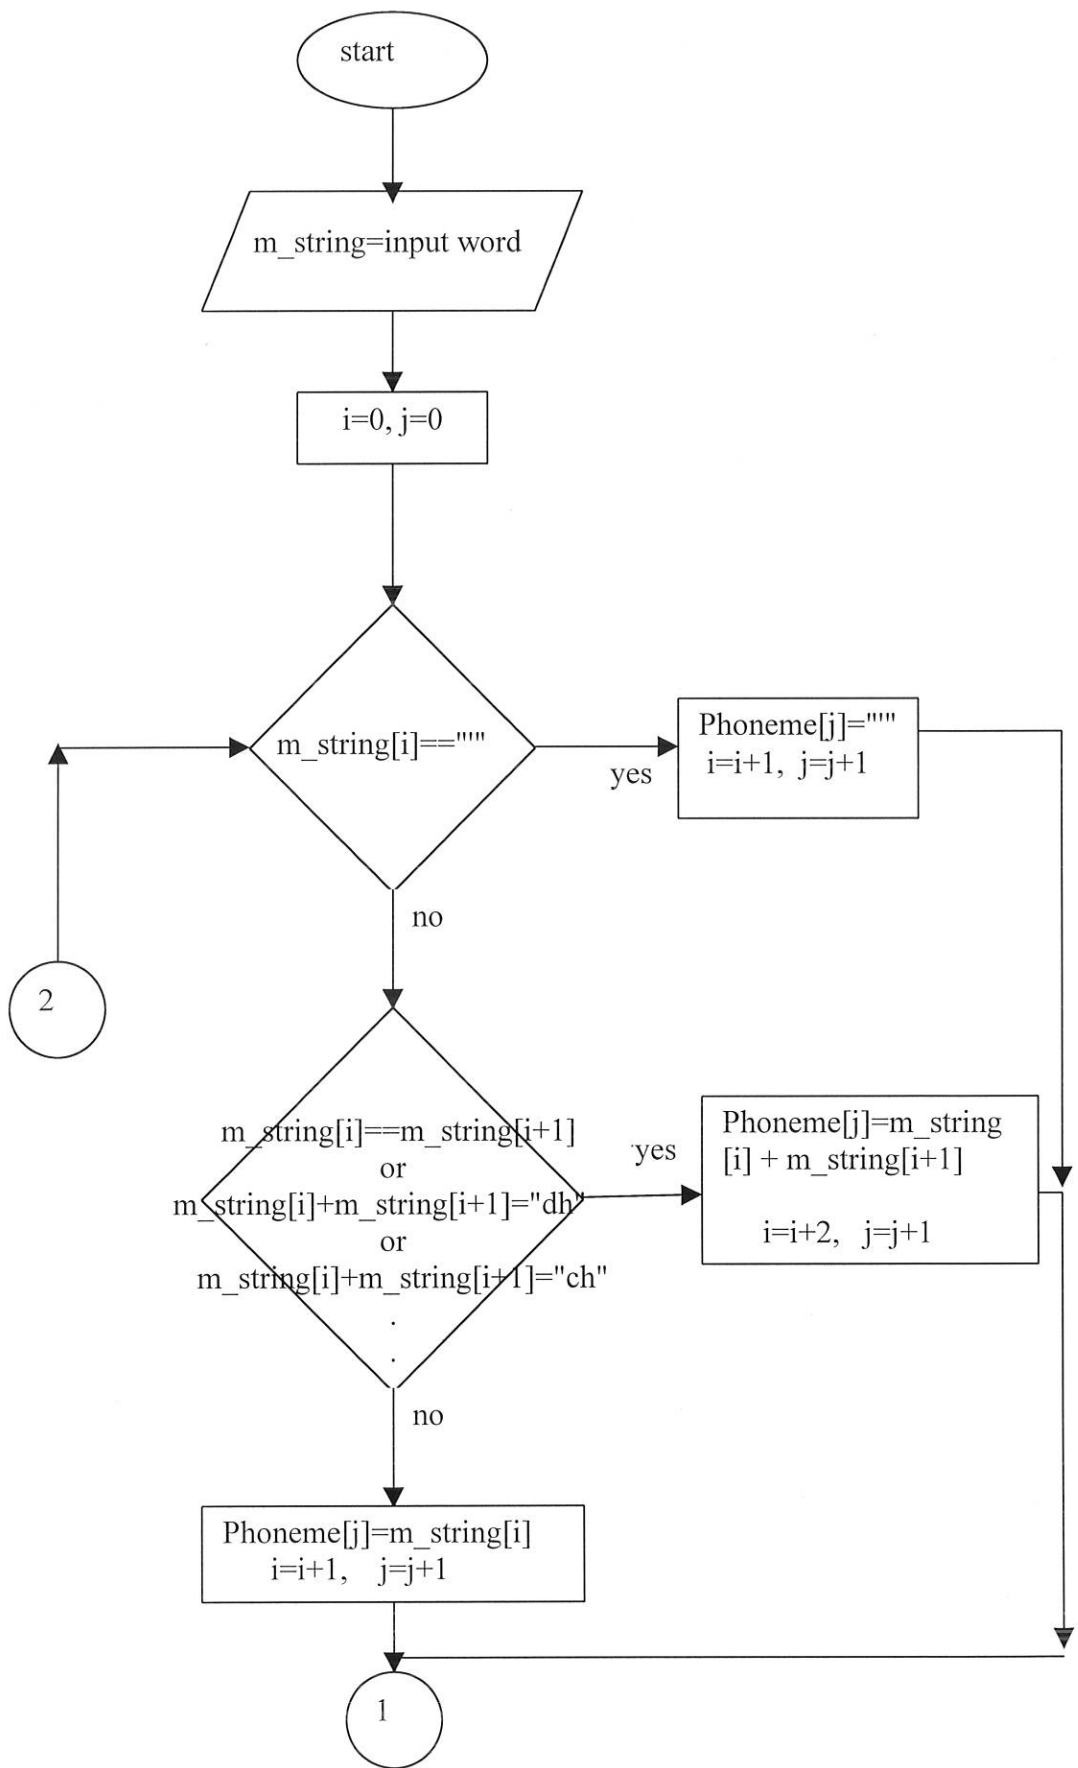 start
m_string=input word
i=0, j=0
m_string[i]=="'"
yes
Phoneme[j]="'"
i=i+1, j=j+1
no
2
m_string[i]==m_string[i+1]
or
m_string[i]+m_string[i+1]="dh"
or
m_string[i]+m_string[i+1]="ch"
.
.
yes
Phoneme[j]=m_string
[i] + m_string[i+1]
i=i+2, j=j+1
no
Phoneme[j]=m_string[i]
i=i+1, j=j+1
1